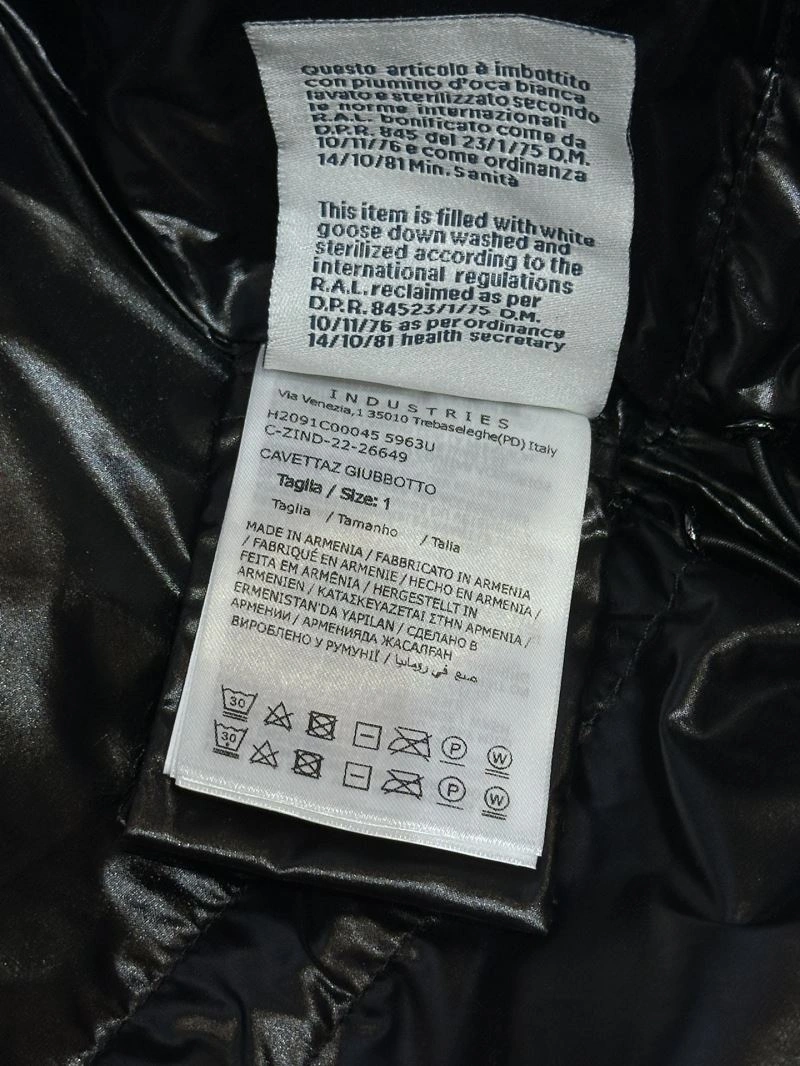 Questo articolo è imbottito
con piumino d'oca bianca
lavato e sterilizzato secondo
le norme internazionali
R.A.L. bonificato come da
D.P.R. 845 del 23/1/75 D.M.
10/11/76 e come ordinanza
14/10/81 Min. Sanità
This item is filled with white
goose down washed and
sterilized according to the
international regulations
R.A.L. reclaimed as per
D.P.R. 84523/1/75 D.M.
10/11/76 as per ordinance
14/10/81 health secretary
INDUSTRIES
Via Venezia,1 35010 Trebaseleghe(PD) Italy
H2091C00045 5963U
C-ZIND-22-26649
CAVETTAZ GIUBBOTTO
Taglia / Size: 1
Taglia / Tamanho / Talla
MADE IN ARMENIA / FABBRICATO IN ARMENIA
/ FABRIQUÉ EN ARMENIE / HECHO EN ARMENIA /
FEITA EM ARMÊNIA / HERGESTELLT IN
ARMENIEN / ΚΑΤΑΣΚΕΥΑΖΕΤΑΙ ΣΤΗΝ ΑΡΜΕΝΙΑ /
ERMENISTAN'DA YAPILAN / СДЕЛАНО В
АРМЕНИИ / АРМЕНИЯДА ЖАСАЛҒАН
ВИРОБЛЕНО У РУМУНІЇ / صنع في رومانيا
30 P W
30 P W